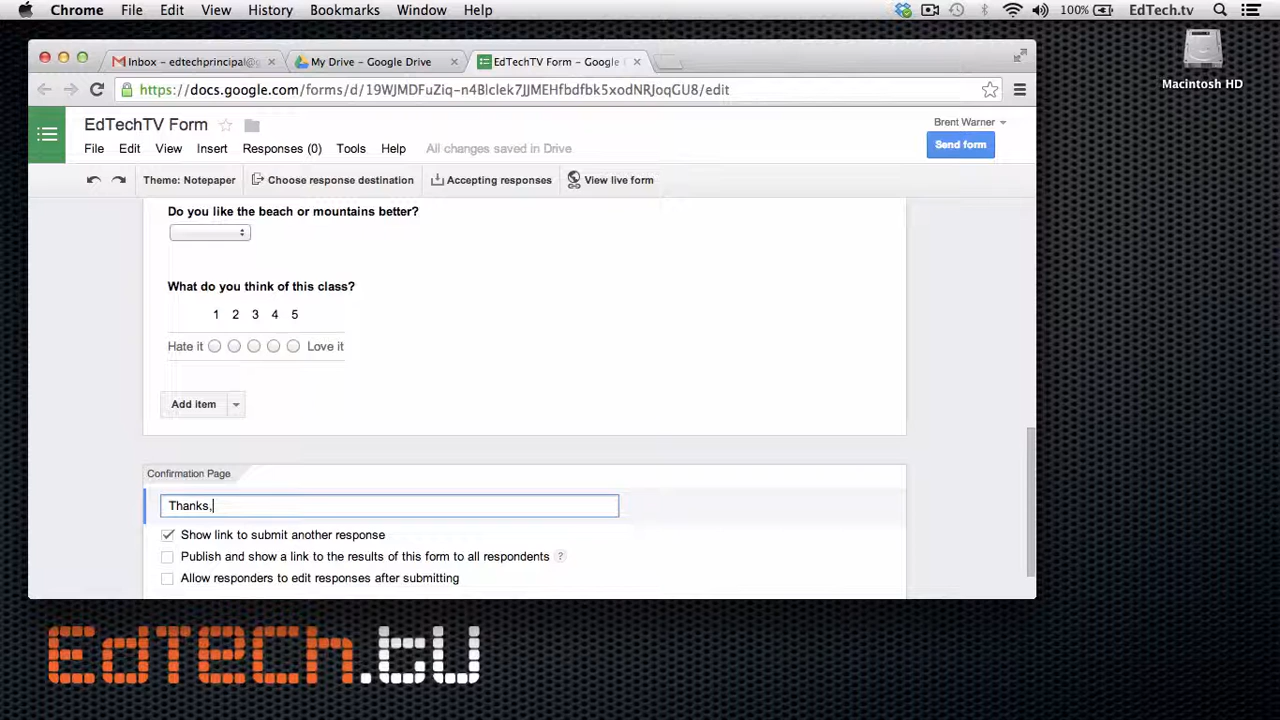 Chrome File Edit View History Bookmarks Window Help 100% EdTech.tv
Macintosh HD
Inbox - edtechprincipal@g
My Drive - Google Drive
EdTechTV Form - Google
https://docs.google.com/forms/d/19WJMDFuZiq-n4Blclek7JJMEHfbdfbk5xodNRJoqGU8/edit
EdTechTV Form
Brent Warner
File Edit View Insert Responses (0) Tools Help All changes saved in Drive
Send form
Theme: Notepaper Choose response destination Accepting responses View live form
Do you like the beach or mountains better?
What do you think of this class?
1 2 3 4 5
Hate it Love it
Add item
Confirmation Page
Thanks,
Show link to submit another response
Publish and show a link to the results of this form to all respondents ?
Allow responders to edit responses after submitting
EdTech.tv